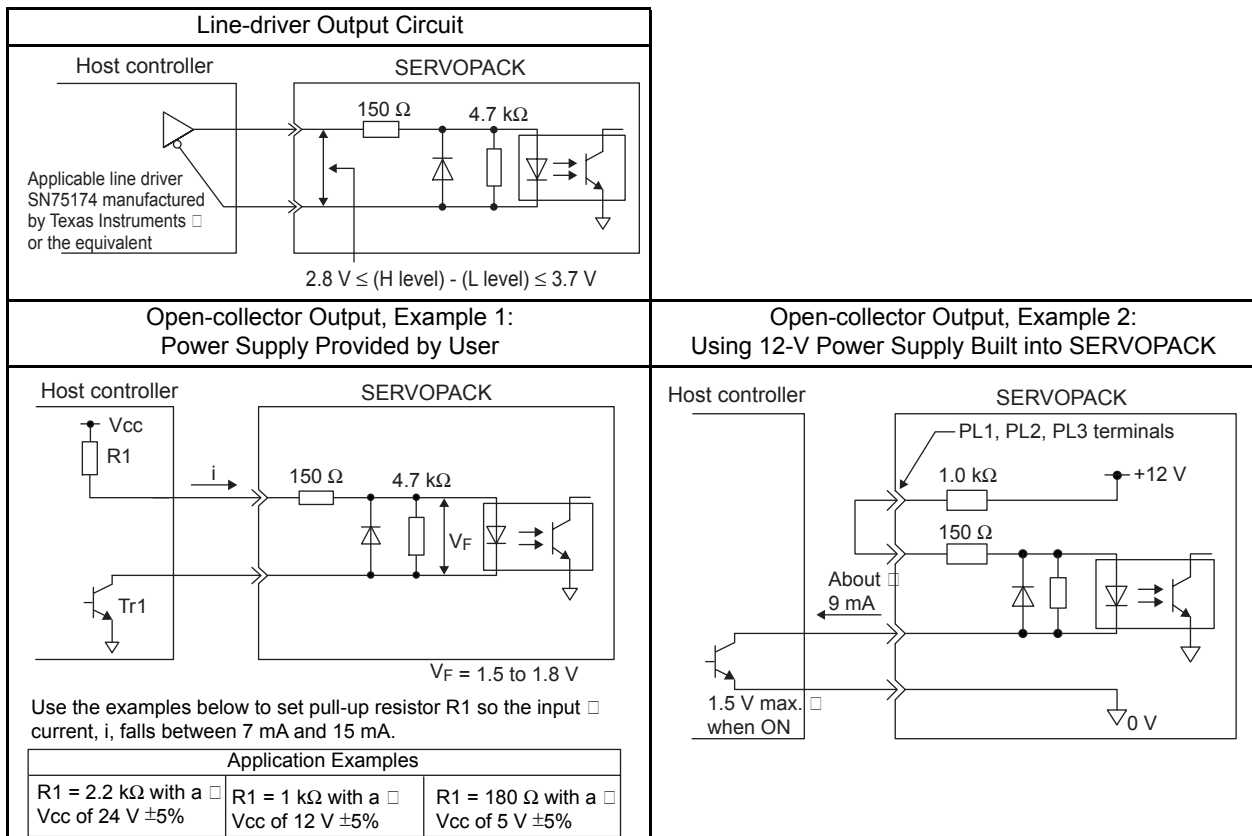 Line-driver Output Circuit
Host controller
SERVOPACK
150 Ω
4.7 kΩ
Applicable line driver
SN75174 manufactured
by Texas Instruments □
or the equivalent
2.8 V ≤ (H level) - (L level) ≤ 3.7 V
Open-collector Output, Example 1:
Power Supply Provided by User
Host controller
SERVOPACK
Vcc
R1
i
150 Ω
4.7 kΩ
VF
Tr1
VF = 1.5 to 1.8 V
Use the examples below to set pull-up resistor R1 so the input □
current, i, falls between 7 mA and 15 mA.
Application Examples
R1 = 2.2 kΩ with a □
Vcc of 24 V ±5%
R1 = 1 kΩ with a □
Vcc of 12 V ±5%
R1 = 180 Ω with a □
Vcc of 5 V ±5%
Open-collector Output, Example 2:
Using 12-V Power Supply Built into SERVOPACK
Host controller
SERVOPACK
PL1, PL2, PL3 terminals
1.0 kΩ
+12 V
150 Ω
About □
9 mA
1.5 V max. □
when ON
0 V